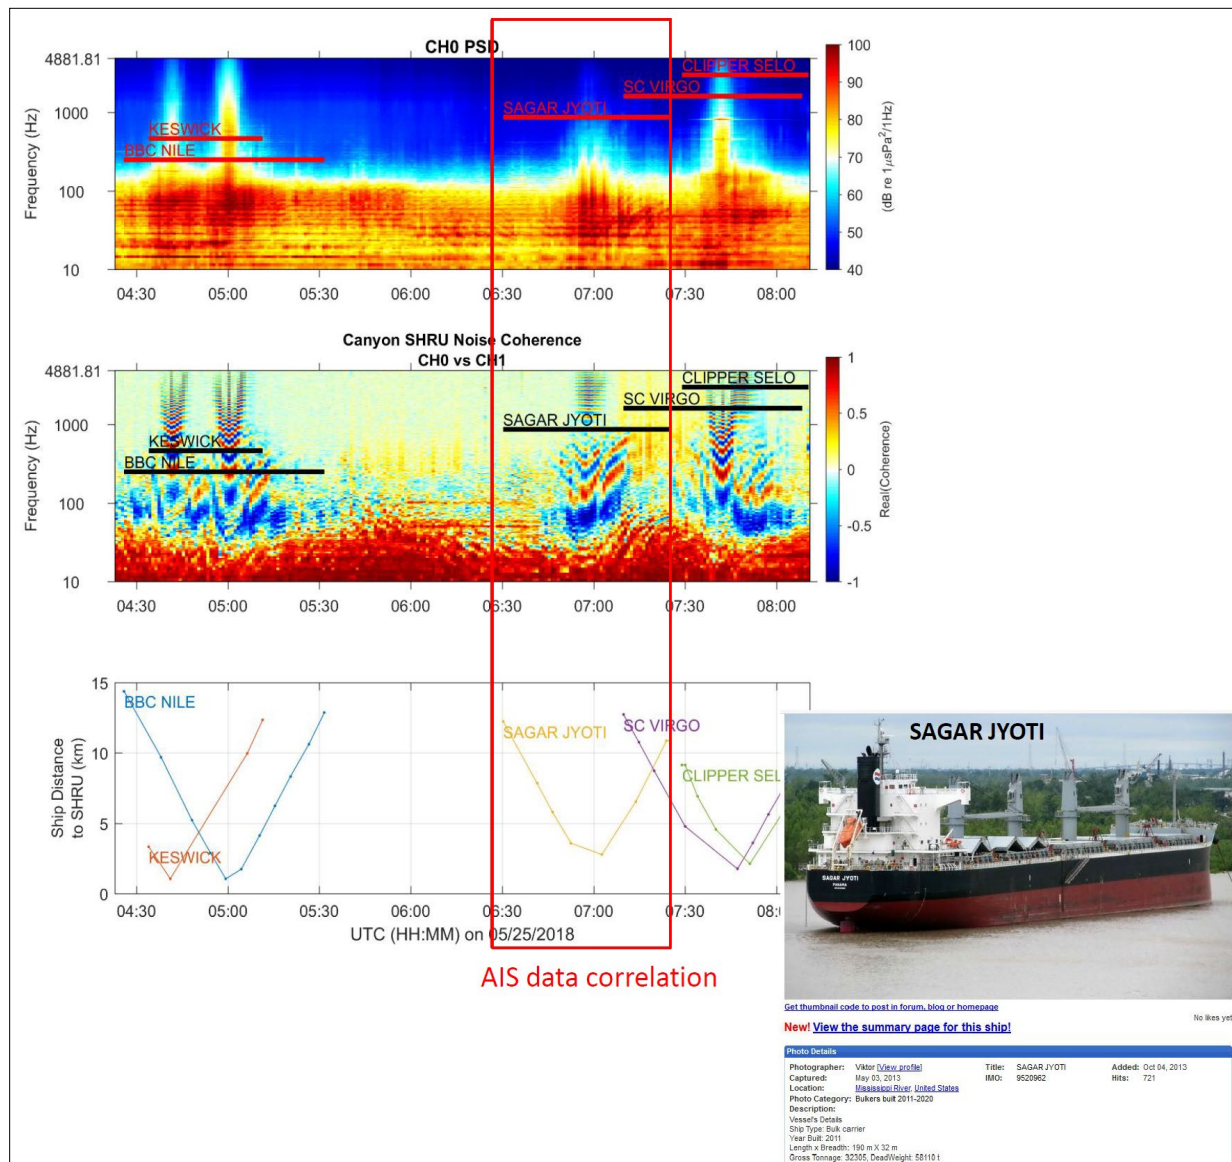 CH0 PSD
4881.81
1000
100
10
Frequency (Hz)
CLIPPER SELO
SC VIRGO
SAGAR JYOTI
KESWICK
BBC NILE
04:30 05:00 05:30 06:00 06:30 07:00 07:30 08:00
100
90
80
70
60
50
40
(dB re 1µsPa²/1Hz)
Canyon SHRU Noise Coherence
CH0 vs CH1
4881.81
1000
100
10
Frequency (Hz)
CLIPPER SELO
SC VIRGO
SAGAR JYOTI
KESWICK
BBC NILE
04:30 05:00 05:30 06:00 06:30 07:00 07:30 08:00
1
0.5
0
-0.5
-1
Real(Coherence)
15
10
5
0
Ship Distance
to SHRU (km)
BBC NILE
KESWICK
SAGAR JYOTI
SC VIRGO
CLIPPER SEL
04:30 05:00 05:30 06:00 06:30 07:00 07:30
UTC (HH:MM) on 05/25/2018
AIS data correlation
SAGAR JYOTI
SAGAR JYOTI
PANAMA
Get thumbnail code to post in forum, blog or homepage
No likes yet
New! View the summary page for this ship!
Photo Details
Photographer: Viktor [View profile] Title: SAGAR JYOTI Added: Oct 04, 2013
Captured: May 03, 2013 IMO: 9520962 Hits: 721
Location: Mississippi River, United States
Photo Category: Bulkers built 2011-2020
Description:
Vessel's Details
Ship Type: Bulk carrier
Year Built: 2011
Length x Breadth: 190 m X 32 m
Gross Tonnage: 32305, DeadWeight: 58110 t